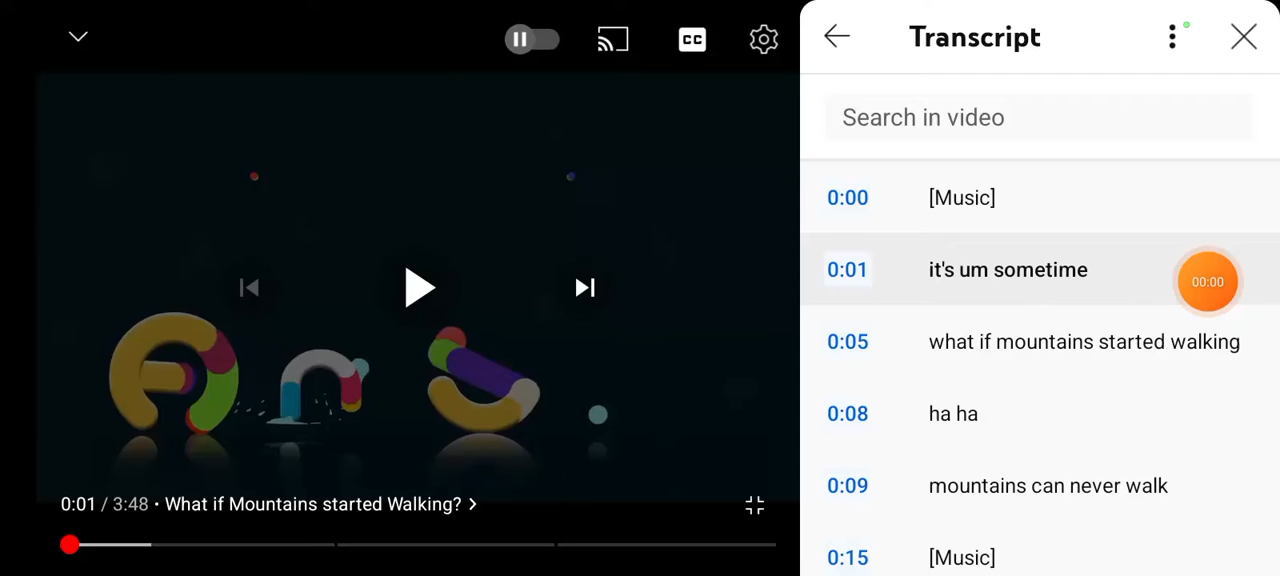 CC
0:01 / 3:48 • What if Mountains started Walking?
Transcript
Search in video
0:00 [Music]
0:01 it's um sometime
00:00
0:05 what if mountains started walking
0:08 ha ha
0:09 mountains can never walk
0:15 [Music]